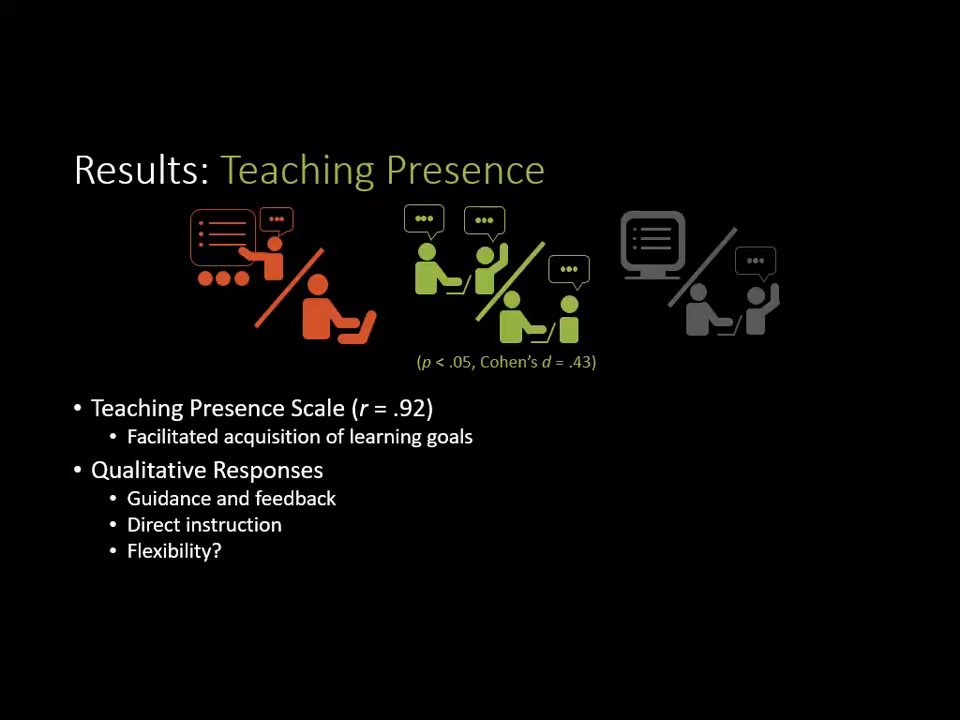 Results: Teaching Presence
(p < .05, Cohen's d = .43)
• Teaching Presence Scale (r = .92)
• Facilitated acquisition of learning goals
• Qualitative Responses
• Guidance and feedback
• Direct instruction
• Flexibility?